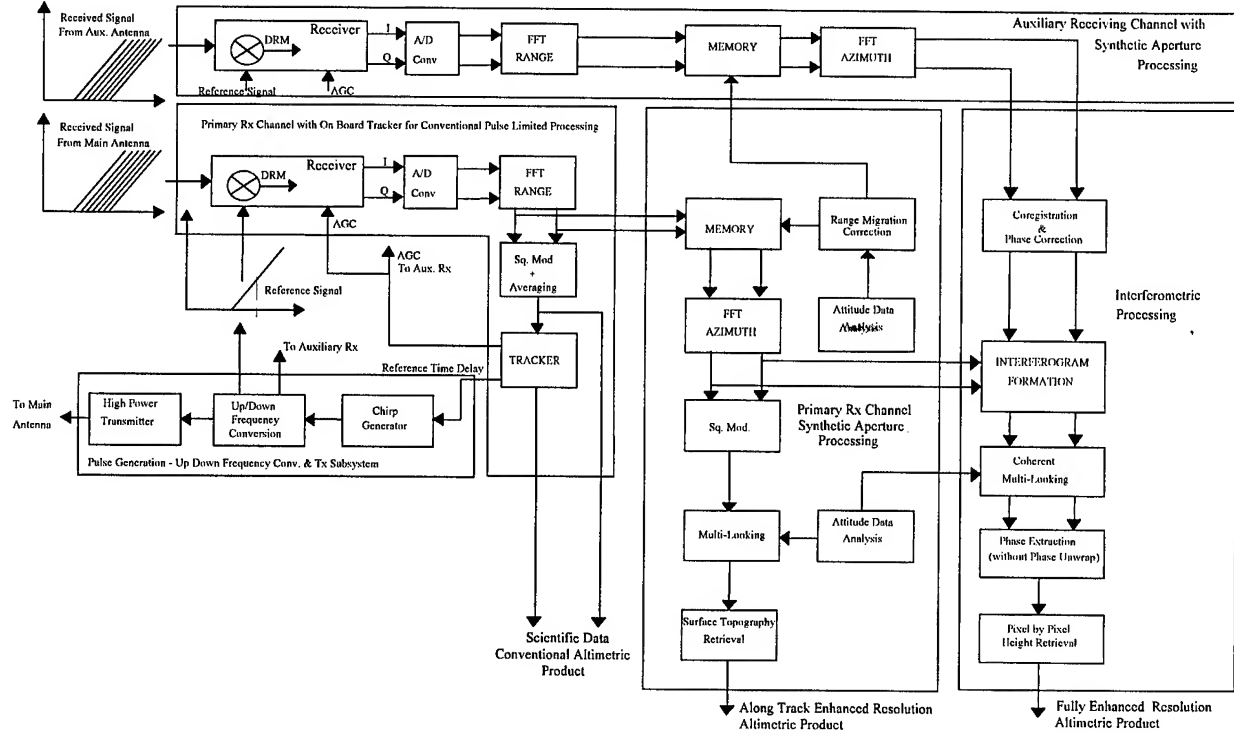 Received Signal
From Aux. Antenna
Receiver
DRM
I
Q
A/D
Conv
FFT
RANGE
MEMORY
FFT
AZIMUTH
Auxiliary Receiving Channel with
Synthetic Aperture
Processing
Reference Signal
AGC
Received Signal
From Main Antenna
Primary Rx Channel with On Board Tracker for Conventional Pulse Limited Processing
Receiver
DRM
I
Q
A/D
Conv
FFT
RANGE
AGC
MEMORY
Range Migration
Correction
Coregistration
&
Phase Correction
AGC
To Aux. Rx
Sq. Mod
+
Averaging
Reference Signal
FFT
AZIMUTH
Attitude Data
Analysis
Interferometric
Processing
To Auxiliary Rx
TRACKER
Reference Time Delay
INTERFEROGRAM
FORMATION
To Main
Antenna
High Power
Transmitter
Up/Down
Frequency
Conversion
Chirp
Generator
Sq. Mod.
Primary Rx Channel
Synthetic Aperture
Processing
Pulse Generation - Up Down Frequency Conv. & Tx Subsystem
Coherent
Multi-Looking
Multi-Looking
Attitude Data
Analysis
Phase Extraction
(without Phase Unwrap)
Surface Topography
Retrieval
Pixel by Pixel
Height Retrieval
Scientific Data
Conventional Altimetric
Product
Along Track Enhanced Resolution
Altimetric Product
Fully Enhanced Resolution
Altimetric Product